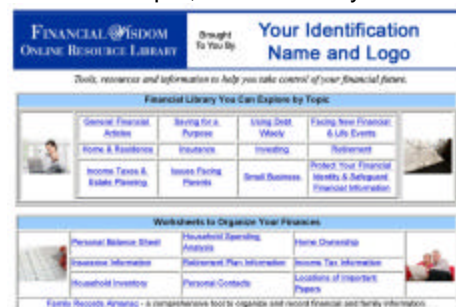 FINANCIAL WISDOM
ONLINE RESOURCE LIBRARY
Brought
To You By
Your Identification
Name and Logo
Tools, resources and information to help you take control of your financial future.
Financial Library You Can Explore by Topic
General Financial
Articles
Saving for a
Purpose
Using Debt
Wisely
Facing New Financial
& Life Events
Home & Residence
Insurance
Investing
Retirement
Income Taxes &
Estate Planning
Issues Facing
Parents
Small Business
Protect Your Financial
Identity & Safeguard
Financial Information
Worksheets to Organize Your Finances
Personal Balance Sheet
Household Spending
Analysis
Home Ownership
Insurance Information
Retirement Plan Information
Income Tax Information
Household Inventory
Personal Contacts
Locations of Important
Papers
Family Records Almanac - a comprehensive tool to organize and record financial and family information